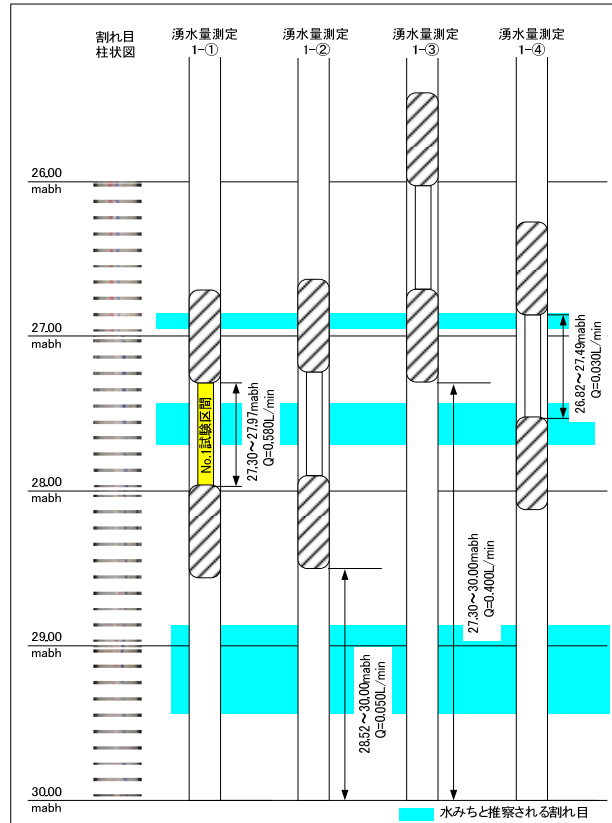 割れ目
柱状図
湧水量測定
1-①
湧水量測定
1-②
湧水量測定
1-③
湧水量測定
1-④
26.00
mabh
27.00
mabh
28.00
mabh
29.00
mabh
30.00
mabh
No.1試験区間
27.30～27.97mabh
Q=0.580L/min
28.52～30.00mabh
Q=0.050L/min
27.30～30.00mabh
Q=0.400L/min
26.82～27.49mabh
Q=0.030L/min
水みちと推察される割れ目